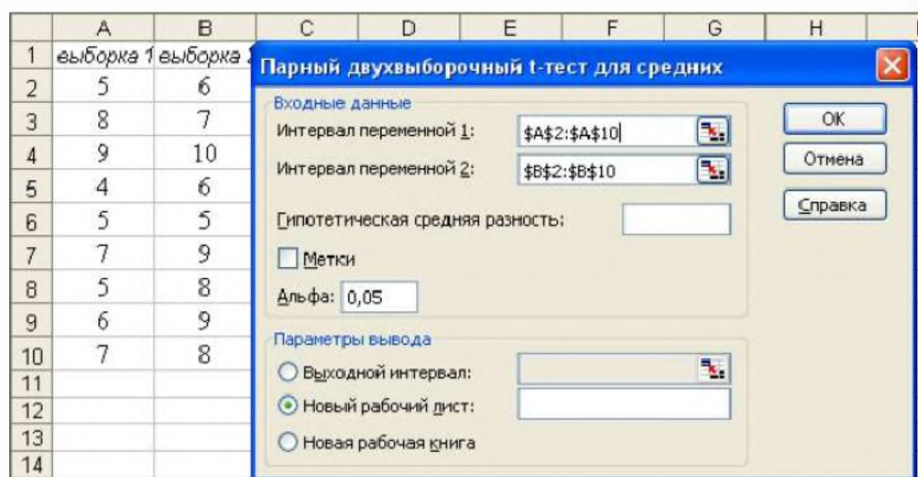 A B C D E F G H
1 выборка 1 выборка
Парный двухвыборочный t-тест для средних
2 5 6
Входные данные
3 8 7
Интервал переменной 1: $A$2:$A$10
ОК
4 9 10
Интервал переменной 2: $B$2:$B$10
Отмена
5 4 6
Справка
6 5 5
Гипотетическая средняя разность:
7 7 9
Метки
8 5 8
Альфа: 0,05
9 6 9
Параметры вывода
10 7 8
Выходной интервал:
11
12
Новый рабочий лист:
13
Новая рабочая книга
14